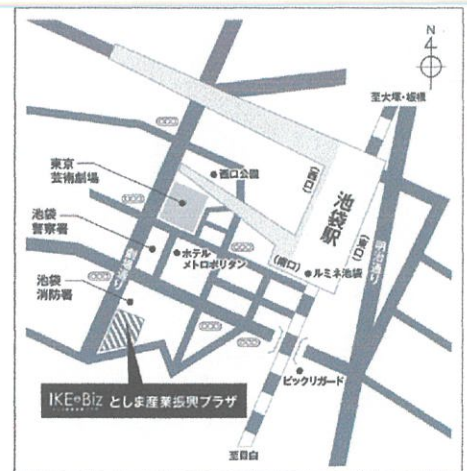 N
至大塚・板橋
東京
芸術劇場
西口公園
(西口)
池袋駅
(東口)
明治通り
池袋
警察署
ホテル
メトロポリタン
(南口)
ルミネ池袋
劇場通り
池袋
消防署
ビックリガード
IKE・Biz としま産業振興プラザ
至目白